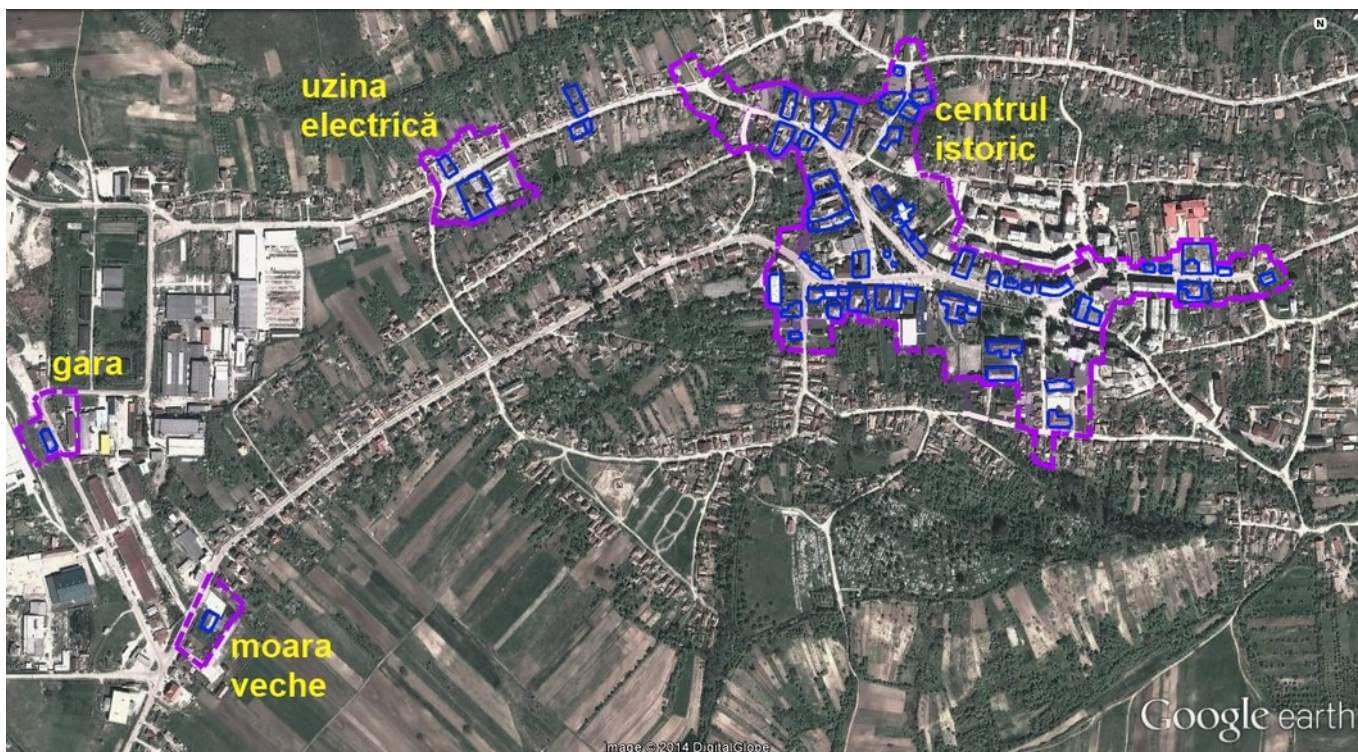 N
uzina
electrică
centrul
istoric
gara
moara
veche
Google earth
Image © 2014 DigitalGlobe